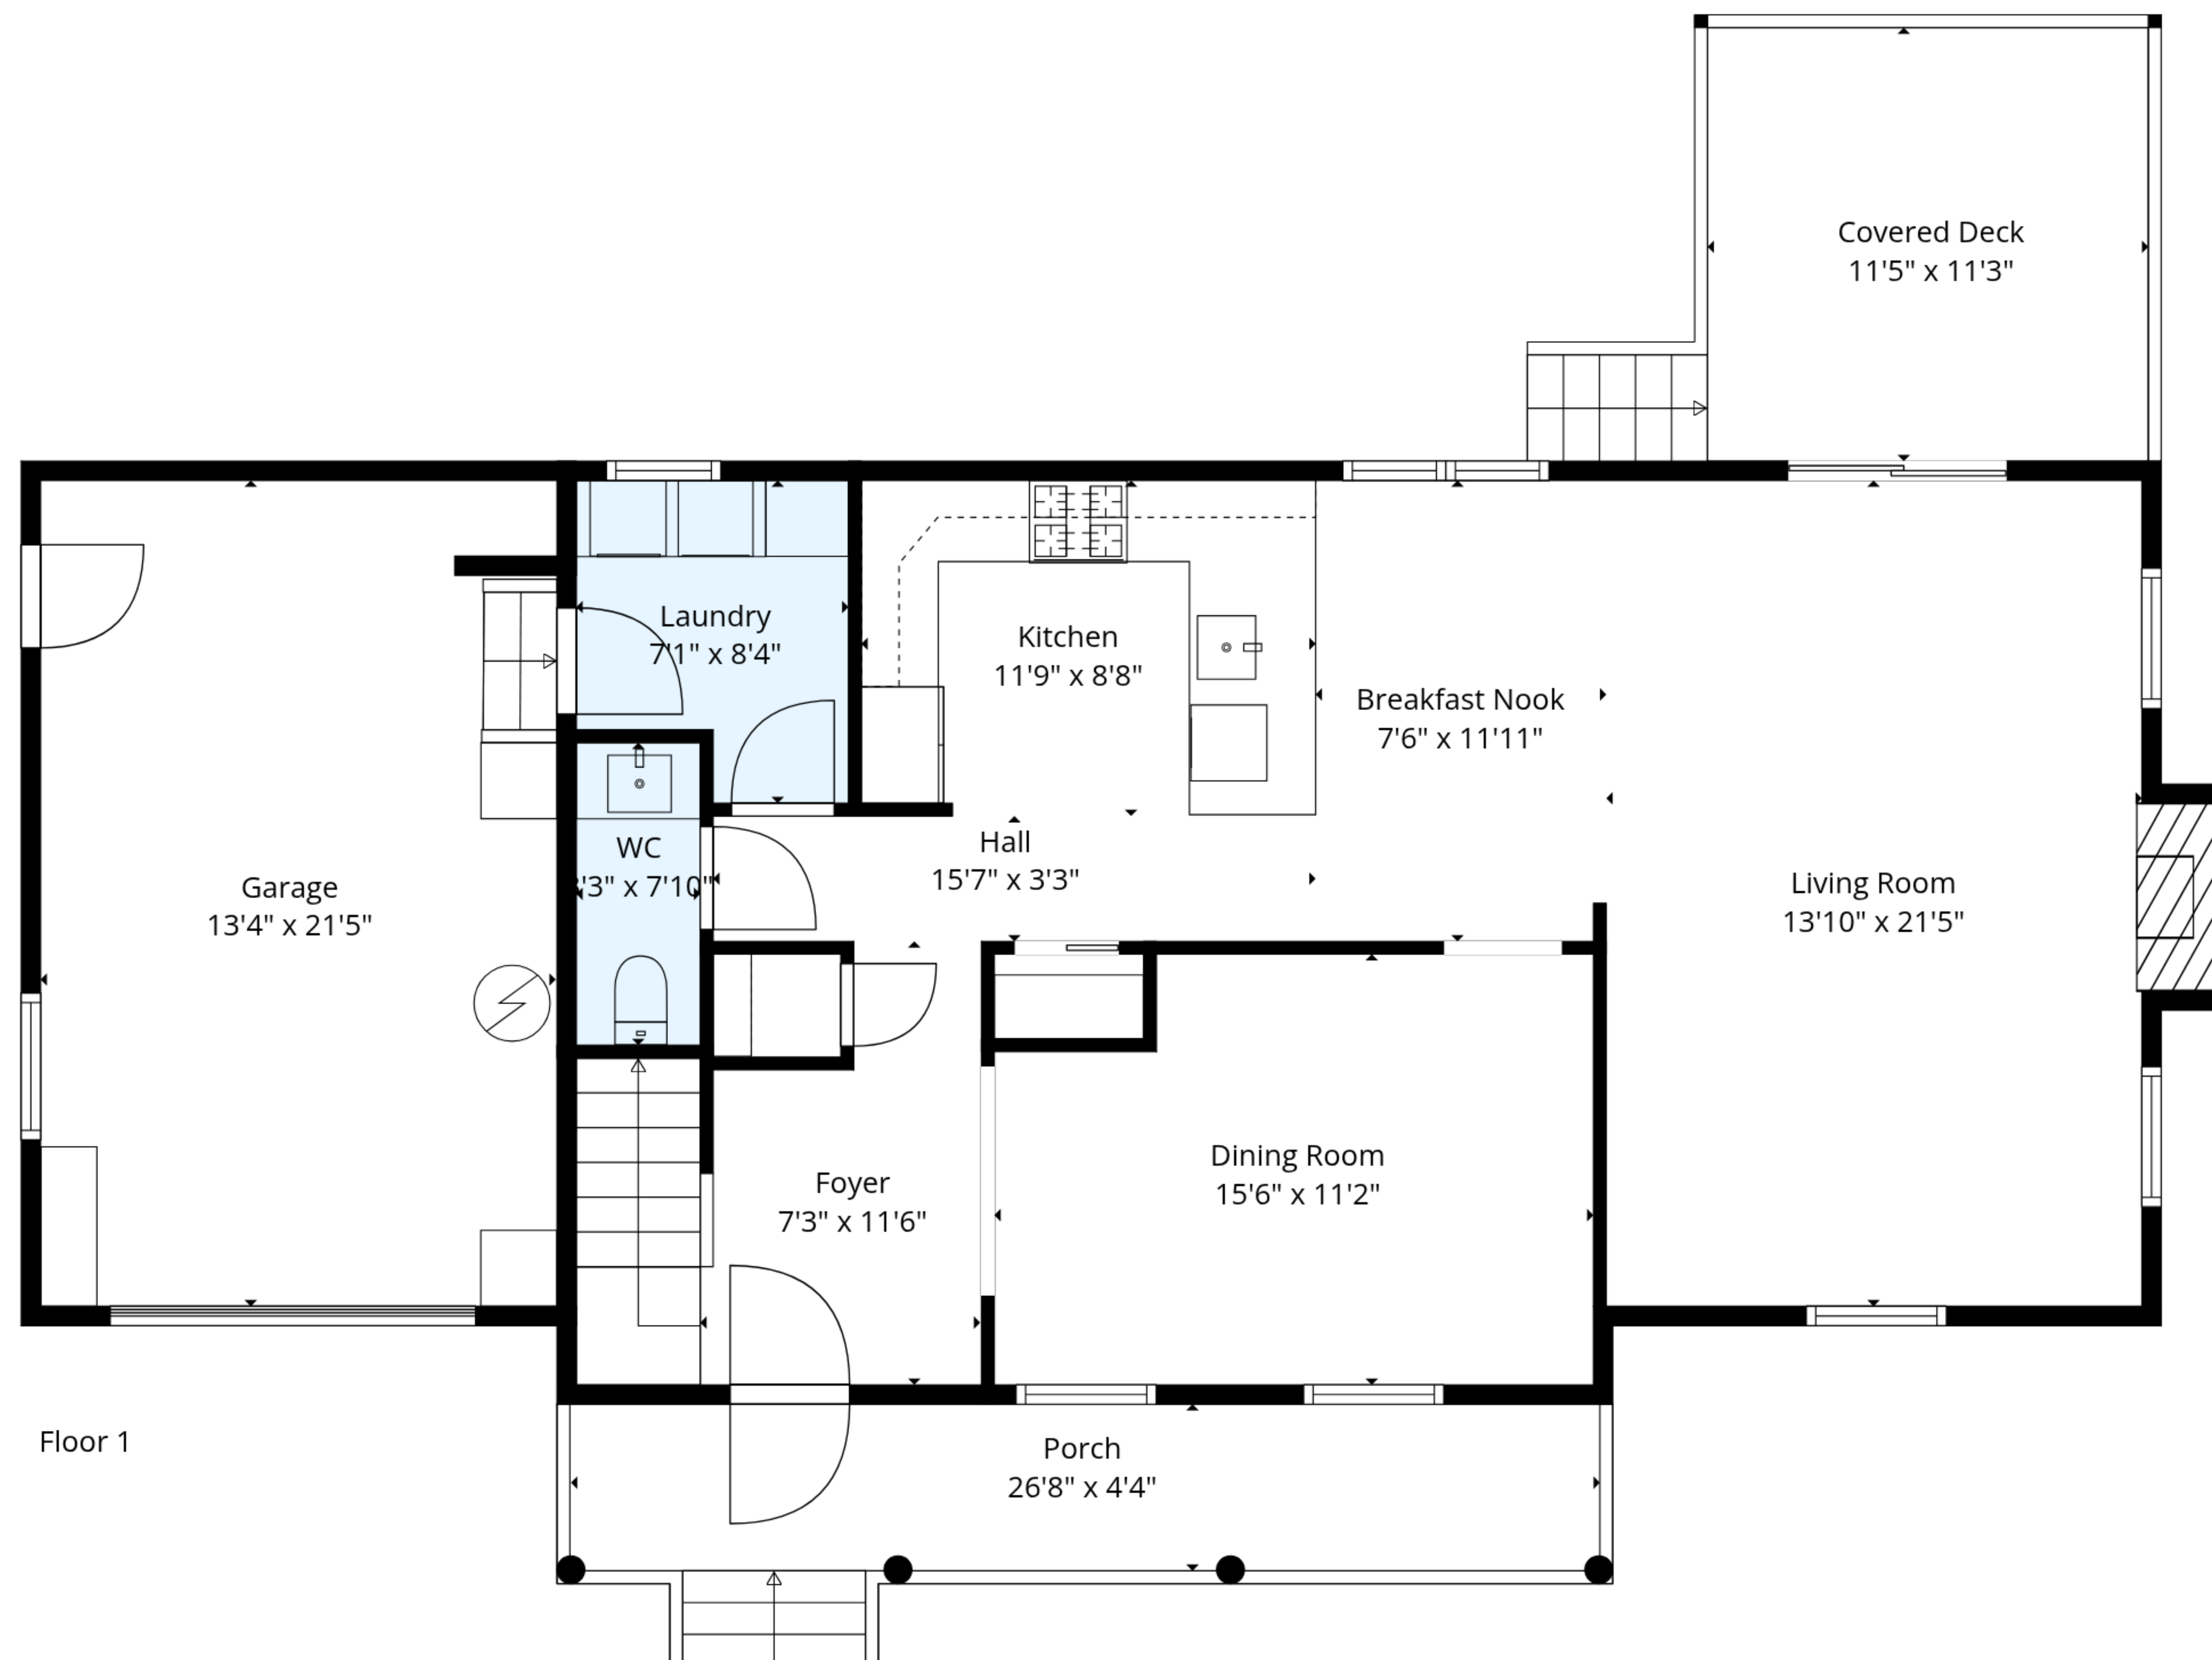 Covered Deck
11'5" x 11'3"
Laundry
7'1" x 8'4"
Kitchen
11'9" x 8'8"
Breakfast Nook
7'6" x 11'11"
WC
'3" x 7'10"
Hall
15'7" x 3'3"
Garage
13'4" x 21'5"
Living Room
13'10" x 21'5"
Foyer
7'3" x 11'6"
Dining Room
15'6" x 11'2"
Floor 1
Porch
26'8" x 4'4"